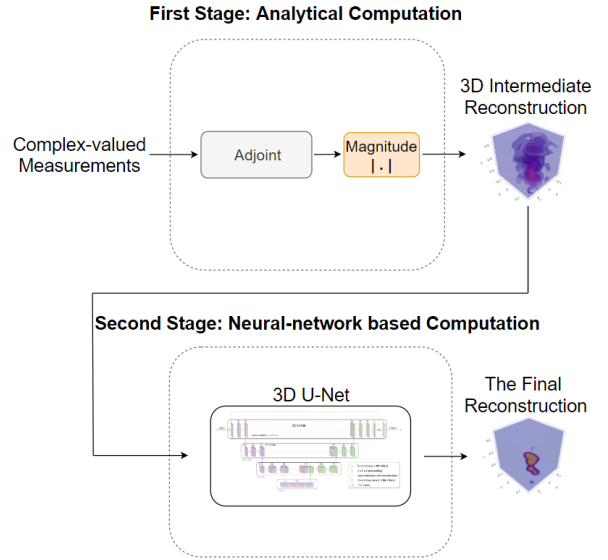 First Stage: Analytical Computation
3D Intermediate
Reconstruction
Complex-valued
Measurements
Adjoint
Magnitude
|.|
Second Stage: Neural-network based Computation
3D U-Net
The Final
Reconstruction